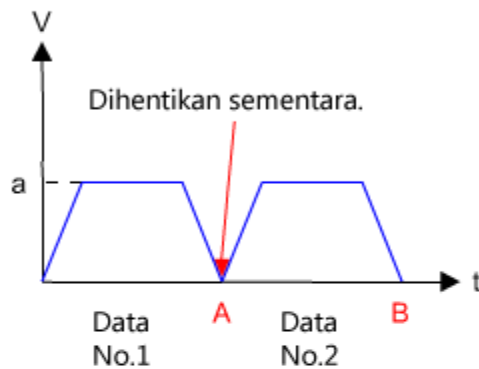 V
Dihentikan sementara.
a
t
Data
No.1
A
Data
No.2
B